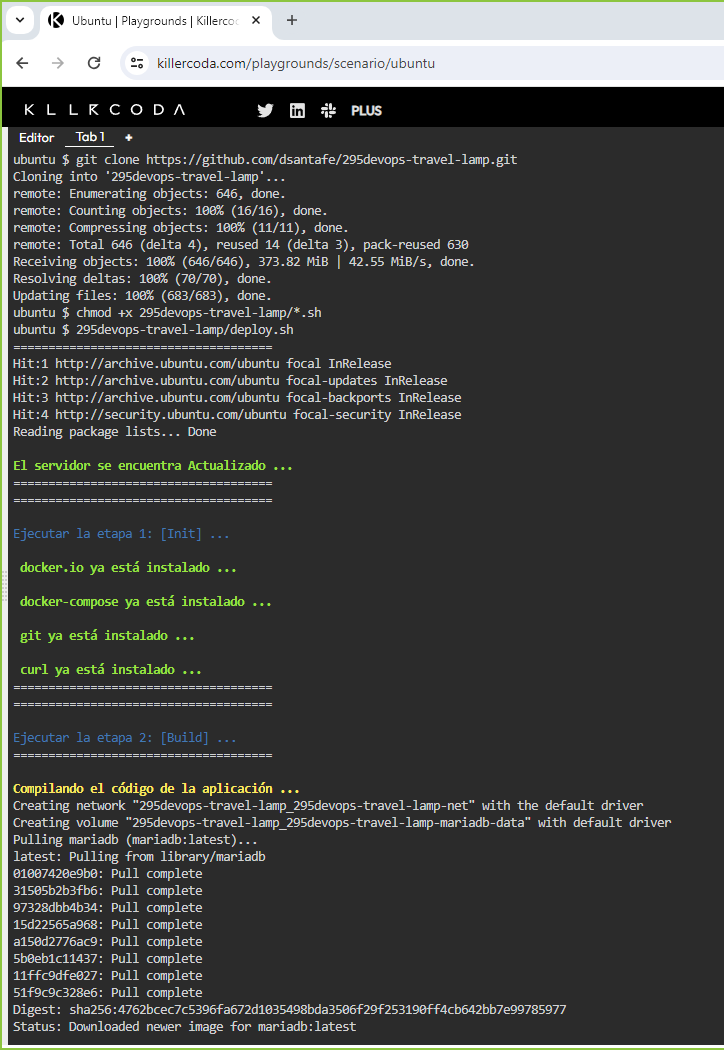 Ubuntu | Playgrounds | Killerco
killercoda.com/playgrounds/scenario/ubuntu
KILLERCODA
PLUS
Editor Tab 1 +
ubuntu $ git clone https://github.com/dsantafe/295devops-travel-lamp.git
Cloning into '295devops-travel-lamp'...
remote: Enumerating objects: 646, done.
remote: Counting objects: 100% (16/16), done.
remote: Compressing objects: 100% (11/11), done.
remote: Total 646 (delta 4), reused 14 (delta 3), pack-reused 630
Receiving objects: 100% (646/646), 373.82 MiB | 42.55 MiB/s, done.
Resolving deltas: 100% (70/70), done.
Updating files: 100% (683/683), done.
ubuntu $ chmod +x 295devops-travel-lamp/*.sh
ubuntu $ 295devops-travel-lamp/deploy.sh
=====================================
Hit:1 http://archive.ubuntu.com/ubuntu focal InRelease
Hit:2 http://archive.ubuntu.com/ubuntu focal-updates InRelease
Hit:3 http://archive.ubuntu.com/ubuntu focal-backports InRelease
Hit:4 http://security.ubuntu.com/ubuntu focal-security InRelease
Reading package lists... Done
El servidor se encuentra Actualizado ...
=====================================
=====================================
Ejecutar la etapa 1: [Init] ...
docker.io ya está instalado ...
docker-compose ya está instalado ...
git ya está instalado ...
curl ya está instalado ...
=====================================
=====================================
Ejecutar la etapa 2: [Build] ...
=====================================
Compilando el código de la aplicación ...
Creating network "295devops-travel-lamp_295devops-travel-lamp-net" with the default driver
Creating volume "295devops-travel-lamp_295devops-travel-lamp-mariadb-data" with default driver
Pulling mariadb (mariadb:latest)...
latest: Pulling from library/mariadb
01007420e9b0: Pull complete
31505b2b3fb6: Pull complete
97328dbb4b34: Pull complete
15d22565a968: Pull complete
a150d2776ac9: Pull complete
5b0eb1c11437: Pull complete
11ffc9dfe027: Pull complete
51f9c9c328e6: Pull complete
Digest: sha256:4762bcec7c5396fa672d1035498bda3506f29f253190ff4cb642bb7e99785977
Status: Downloaded newer image for mariadb:latest